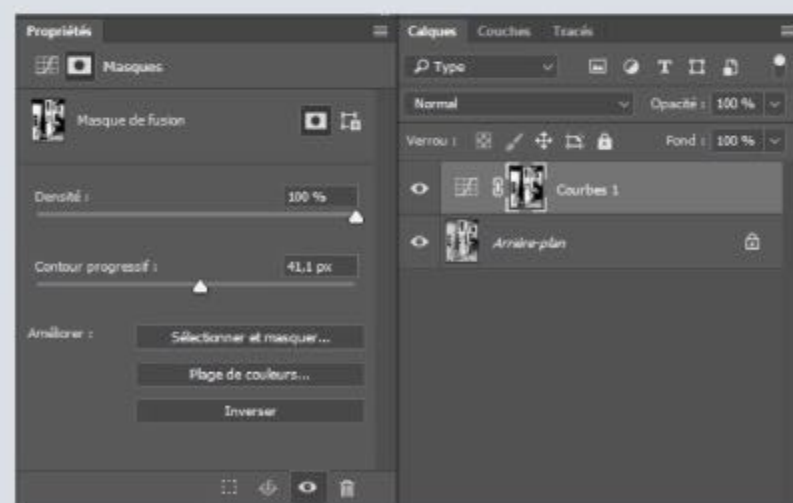 Propriétés
Masques
Masque de fusion
Densité : 100 %
Contour progressif : 41,1 px
Améliorer : Sélectionner et masquer...
Plage de couleurs...
Inverser
Calques Couches Tracés
Type
Normal Opacité : 100 %
Verrou : Fond : 100 %
Courbes 1
Arrière-plan